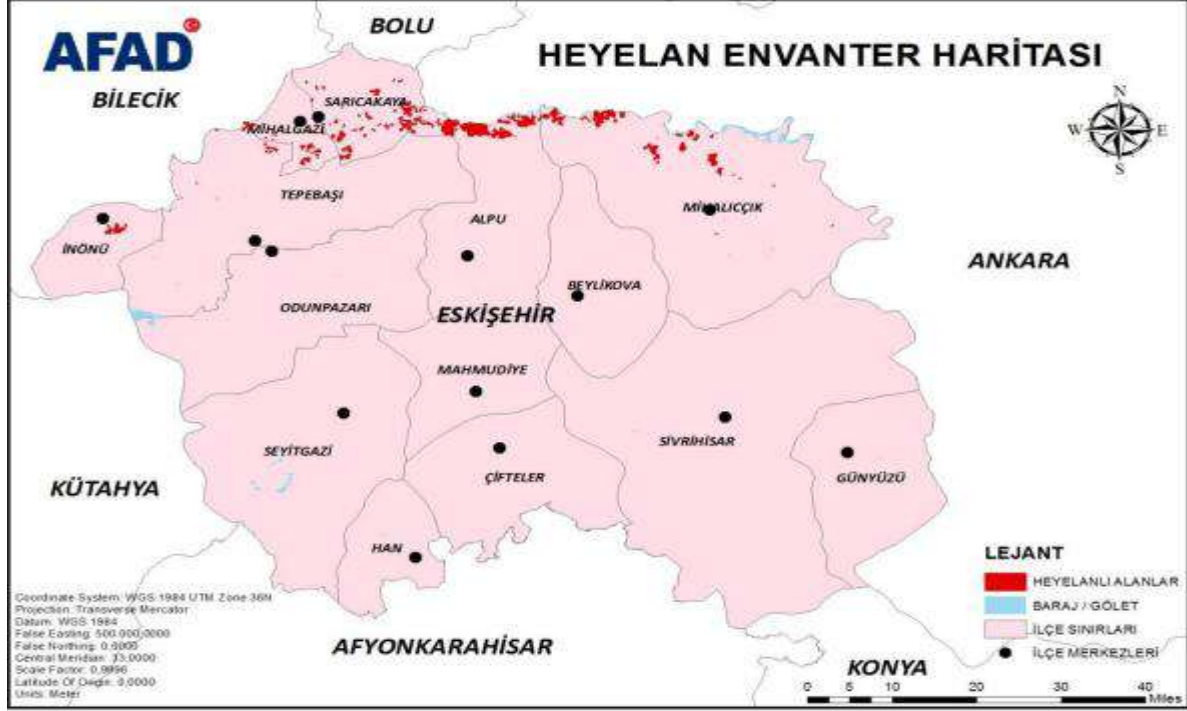 AFAD
BOLU
HEYELAN ENVANTER HARİTASI
BİLECİK
SARICAKAYA
MİHALGAZİ
N
W
E
S
TEPEBAŞI
ALPU
MİHALIÇÇIK
İNÖNÜ
ANKARA
BEYLİKOVA
ODUNPAZARI
ESKİŞEHİR
MAHMUDİYE
SİVRİHİSAR
SEYİTGAZİ
ÇİFTELER
GÜNYÜZÜ
KÜTAHYA
HAN
LEJANT
HEYELANLI ALANLAR
BARAJ / GÖLET
İLÇE SINIRLARI
İLÇE MERKEZLERİ
Coordinate System: WGS 1984 UTM Zone 36N
Projection: Transverse Mercator
Datum: WGS 1984
False Easting: 500.000,0000
False Northing: 0,0000
Central Meridian: 33,0000
Scale Factor: 0,9996
Latitude Of Origin: 0,0000
Units: Meter
AFYONKARAHİSAR
KONYA
0 5 10 20 30 40
Miles